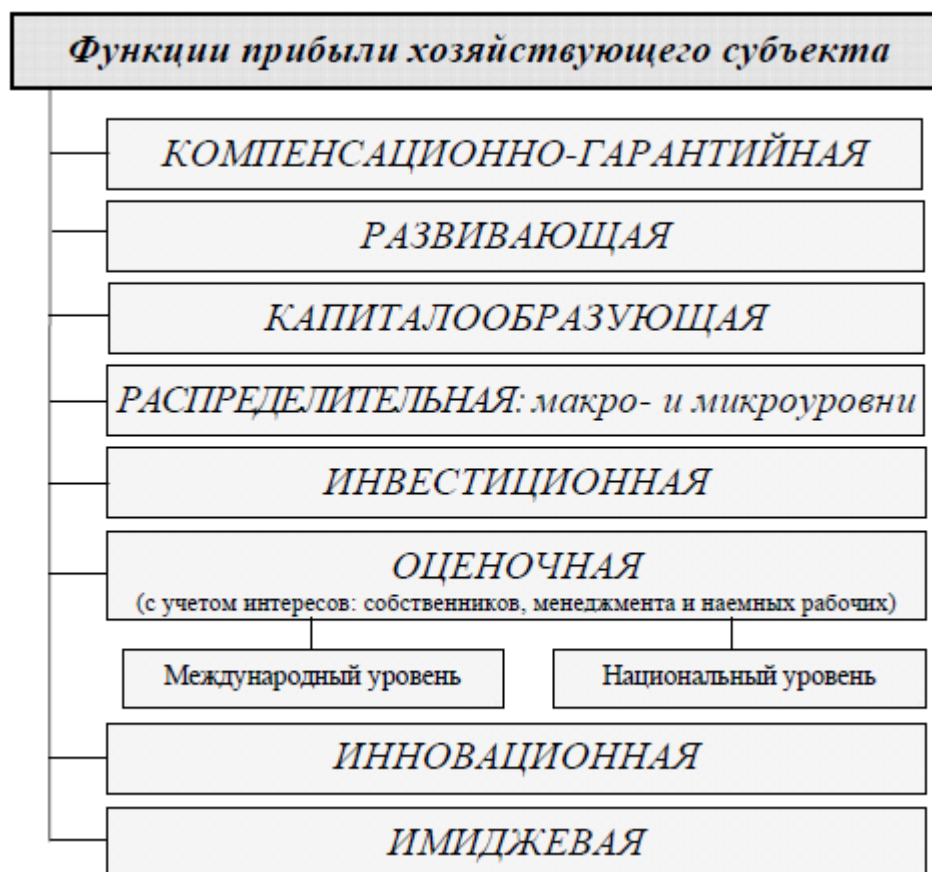 Функции прибыли хозяйствующего субъекта
КОМПЕНСАЦИОННО-ГАРАНТИЙНАЯ
РАЗВИВАЮЩАЯ
КАПИТАЛООБРАЗУЮЩАЯ
РАСПРЕДЕЛИТЕЛЬНАЯ: макро- и микроуровни
ИНВЕСТИЦИОННАЯ
ОЦЕНОЧНАЯ
(с учетом интересов: собственников, менеджмента и наемных рабочих)
Международный уровень
Национальный уровень
ИННОВАЦИОННАЯ
ИМИДЖЕВАЯ